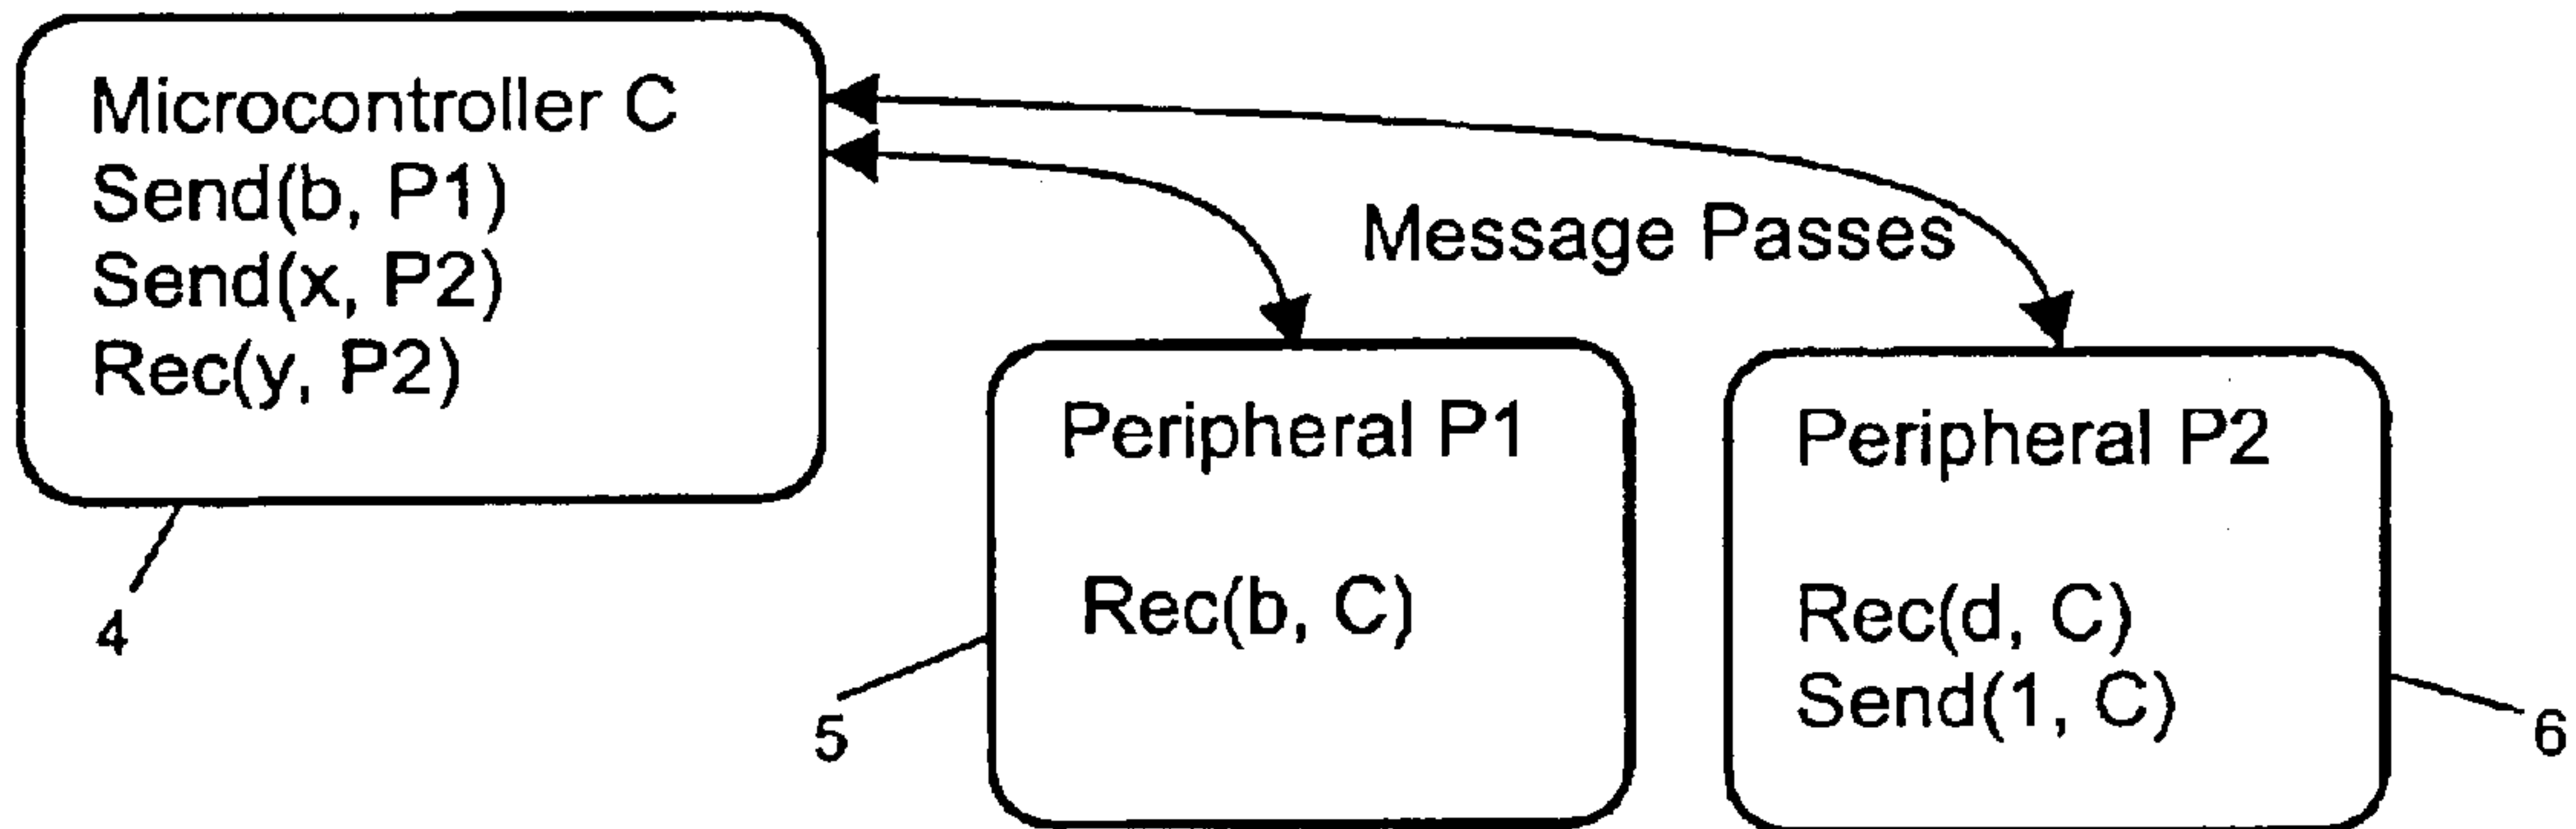 Microcontroller C
Send(b, P1)
Send(x, P2)
Rec(y, P2)
4
Message Passes
Peripheral P1
Rec(b, C)
5
Peripheral P2
Rec(d, C)
Send(1, C)
6